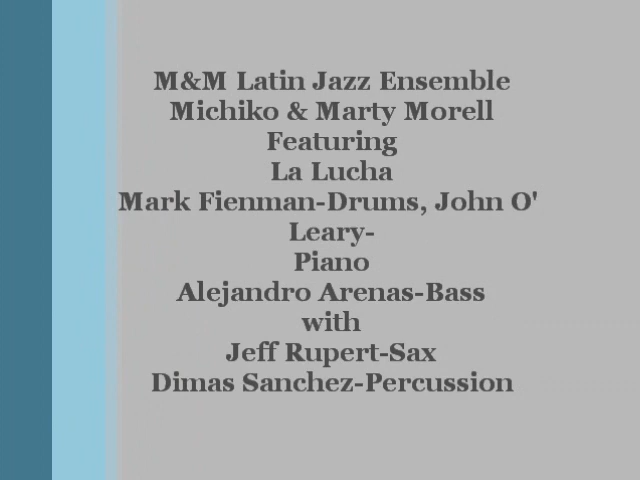 M&M Latin Jazz Ensemble
Michiko & Marty Morell
Featuring
La Lucha
Mark Fienman-Drums, John O'
Leary-
Piano
Alejandro Arenas-Bass
with
Jeff Rupert-Sax
Dimas Sanchez-Percussion